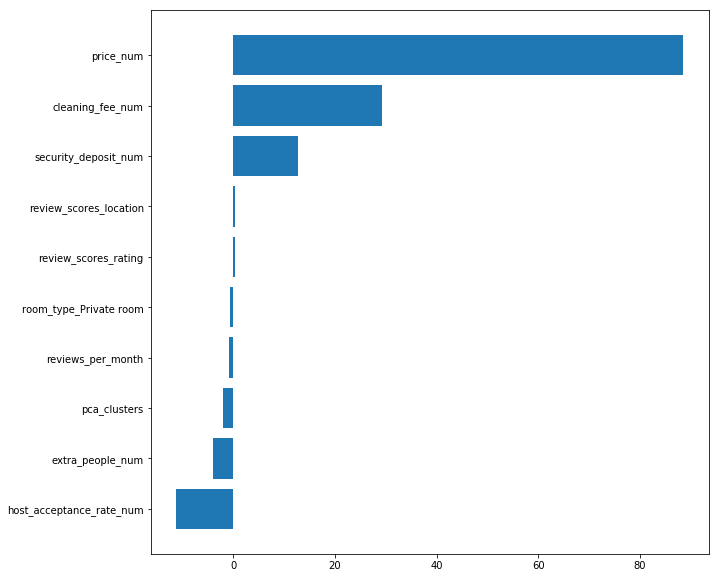 price_num
cleaning_fee_num
security_deposit_num
review_scores_location
review_scores_rating
room_type_Private room
reviews_per_month
pca_clusters
extra_people_num
host_acceptance_rate_num
0 20 40 60 80